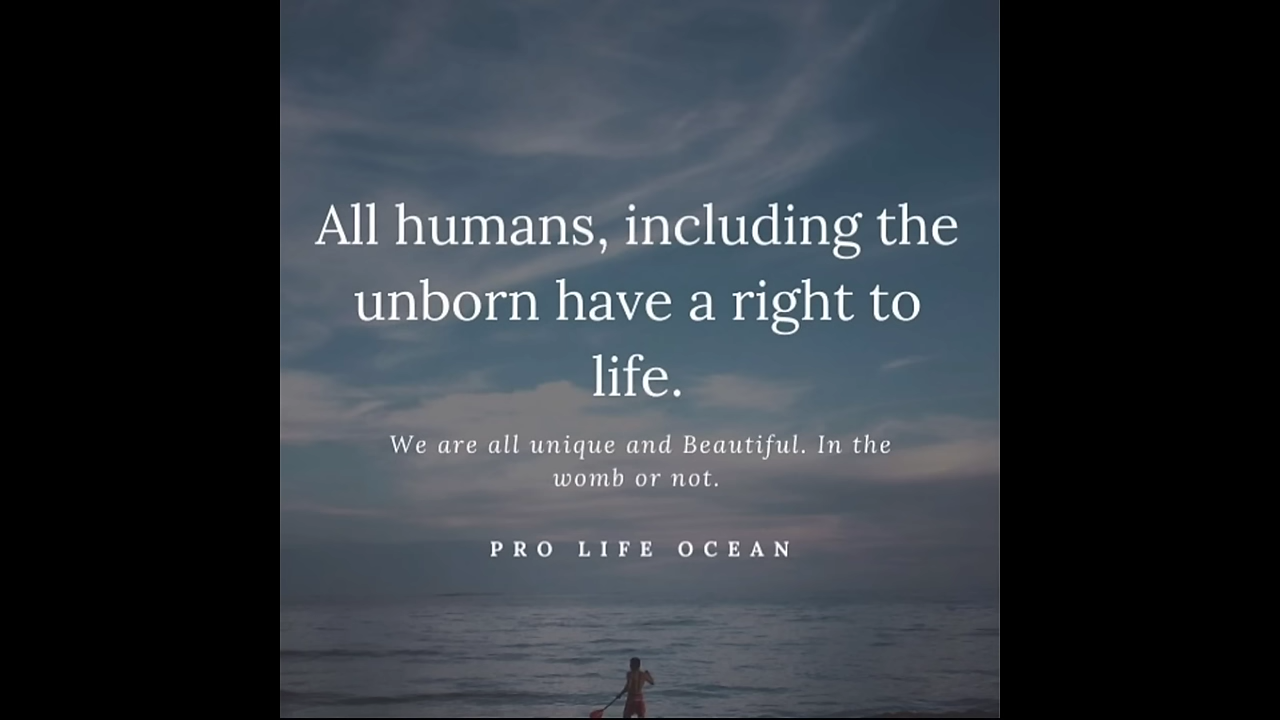 All humans, including the
unborn have a right to
life.
We are all unique and Beautiful. In the
womb or not.
PRO LIFE OCEAN